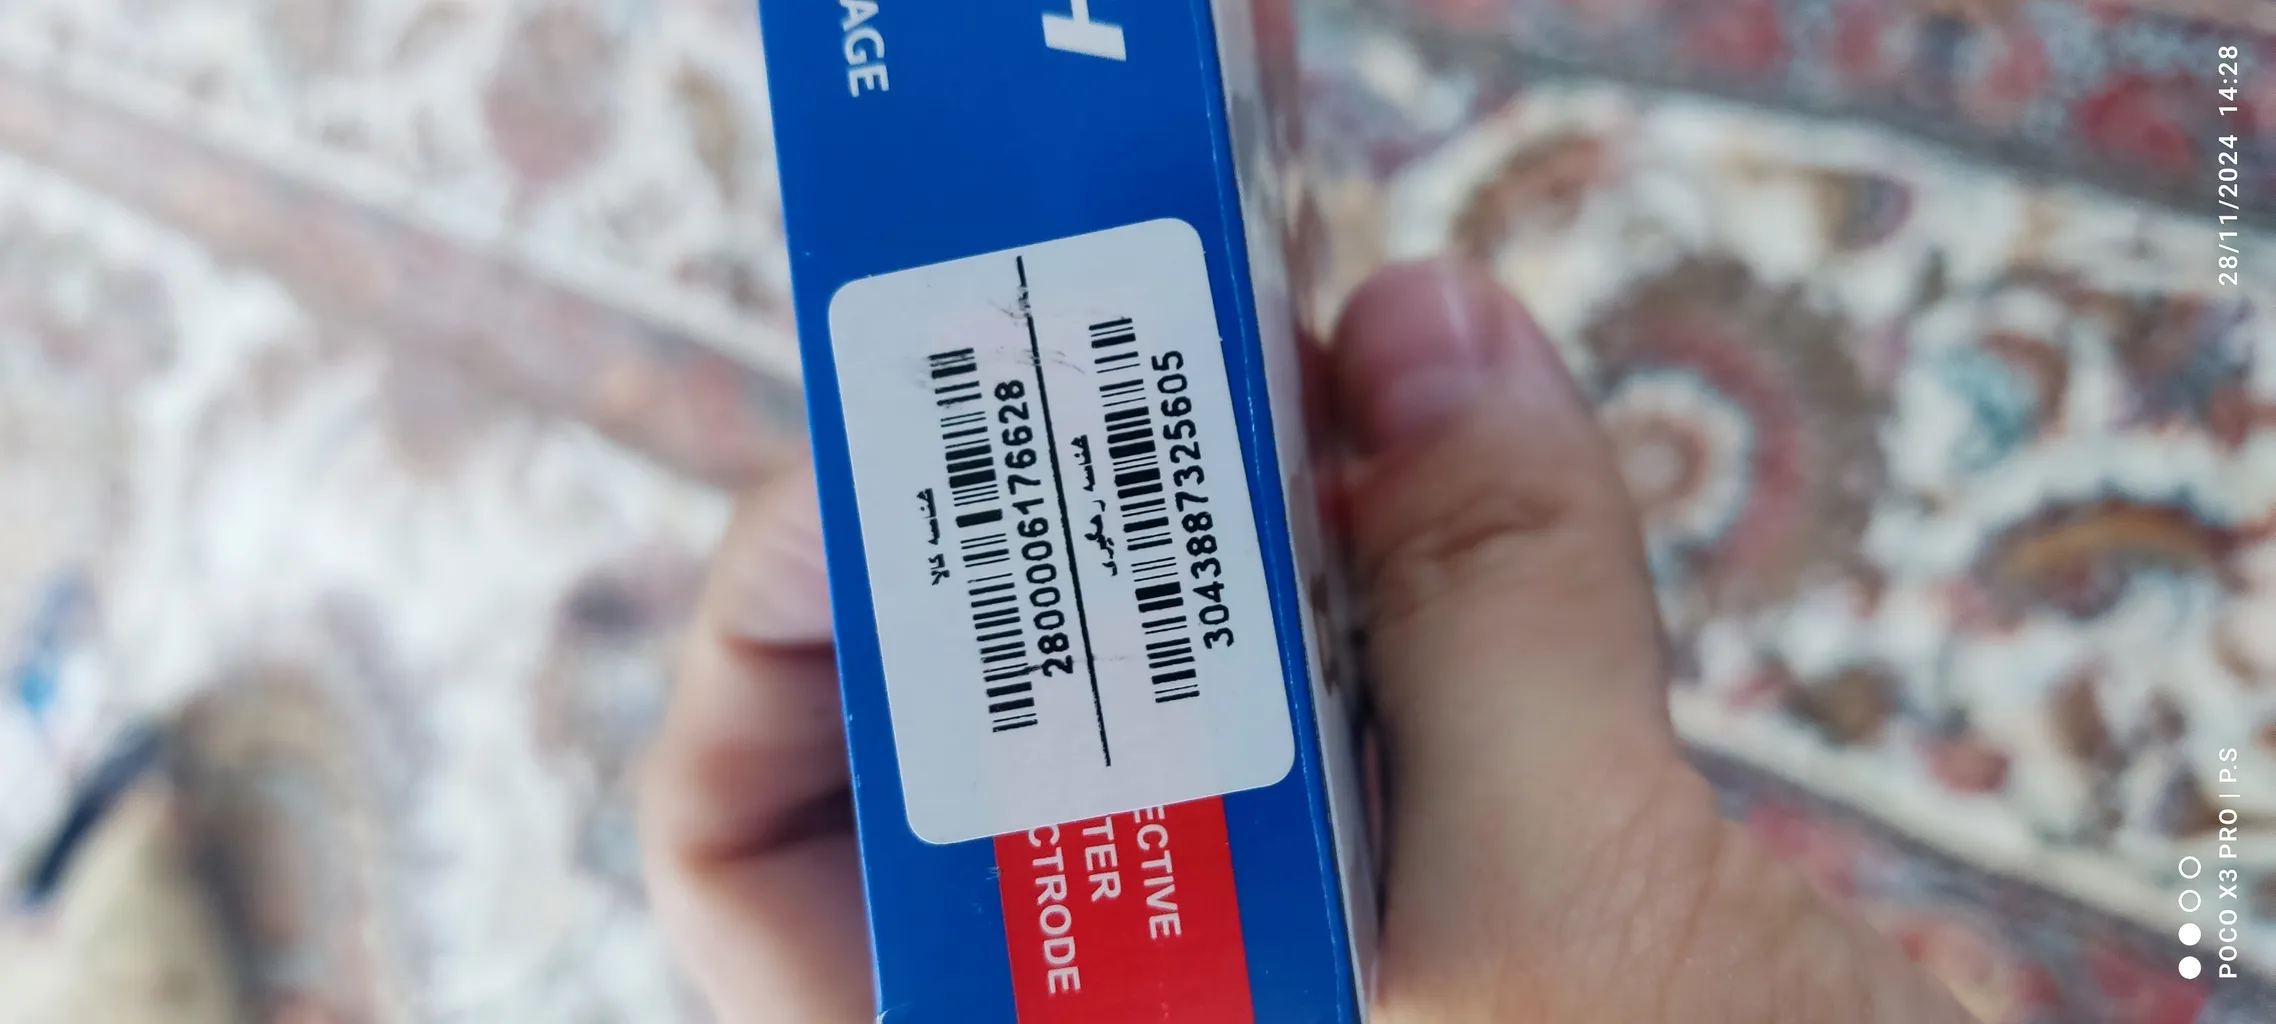 AGE
H
شناسه کالا
2800006176628
شناسه رهگیری
3043887325605
ECTIVE
TER
CTRODE
28/11/2024 14:28
POCO X3 PRO | P.S